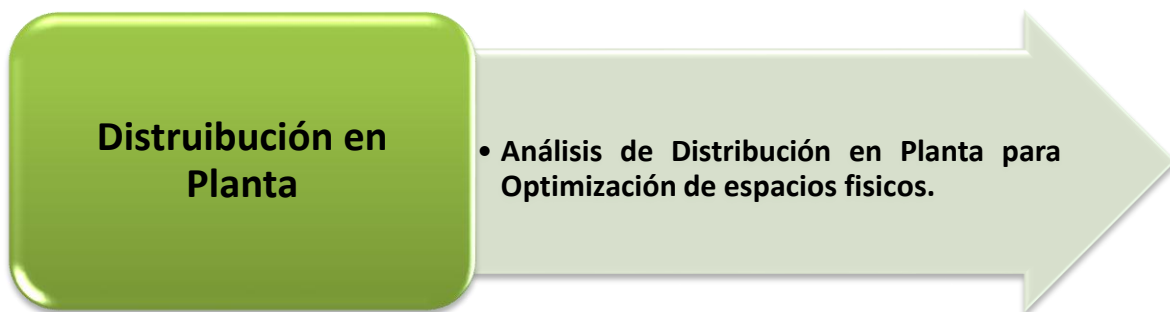 Distruibución en
Planta
• Análisis de Distribución en Planta para
Optimización de espacios fisicos.